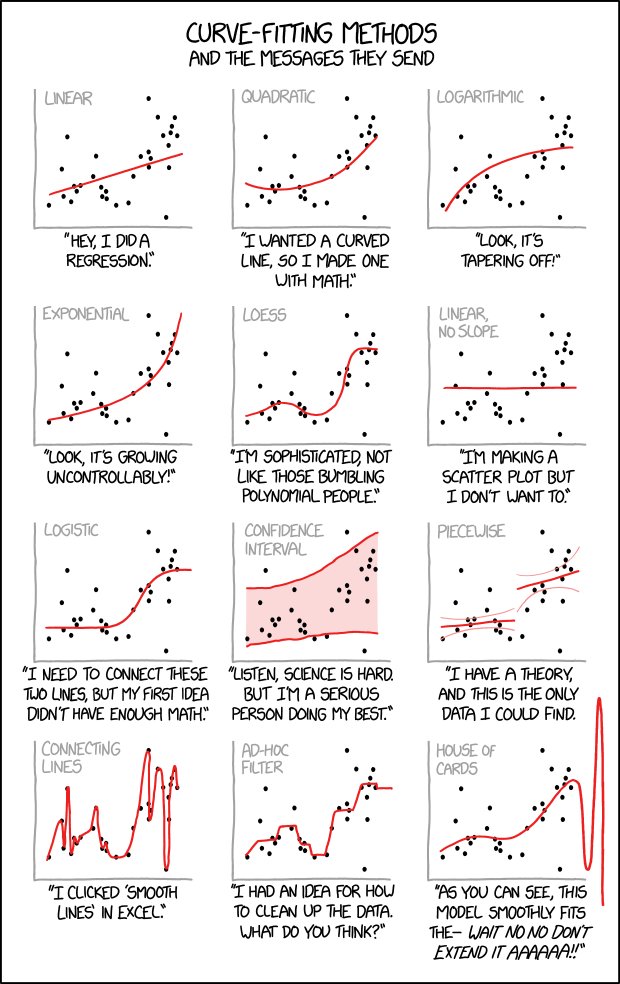 CURVE-FITTING METHODS
AND THE MESSAGES THEY SEND
LINEAR
"HEY, I DID A
REGRESSION."
QUADRATIC
"I WANTED A CURVED
LINE, SO I MADE ONE
WITH MATH."
LOGARITHMIC
"LOOK, IT'S
TAPERING OFF!"
EXPONENTIAL
"LOOK, IT'S GROWING
UNCONTROLLABLY!"
LOESS
"I'M SOPHISTICATED, NOT
LIKE THOSE BUMBLING
POLYNOMIAL PEOPLE."
LINEAR,
NO SLOPE
"I'M MAKING A
SCATTER PLOT BUT
I DON'T WANT TO."
LOGISTIC
"I NEED TO CONNECT THESE
TWO LINES, BUT MY FIRST IDEA
DIDN'T HAVE ENOUGH MATH."
CONFIDENCE
INTERVAL
"LISTEN, SCIENCE IS HARD.
BUT I'M A SERIOUS
PERSON DOING MY BEST."
PIECEWISE
"I HAVE A THEORY,
AND THIS IS THE ONLY
DATA I COULD FIND.
CONNECTING
LINES
"I CLICKED 'SMOOTH
LINES' IN EXCEL."
AD-HOC
FILTER
"I HAD AN IDEA FOR HOW
TO CLEAN UP THE DATA.
WHAT DO YOU THINK?"
HOUSE OF
CARDS
"AS YOU CAN SEE, THIS
MODEL SMOOTHLY FITS
THE— WAIT NO NO DON'T
EXTEND IT AAAAAA!!"